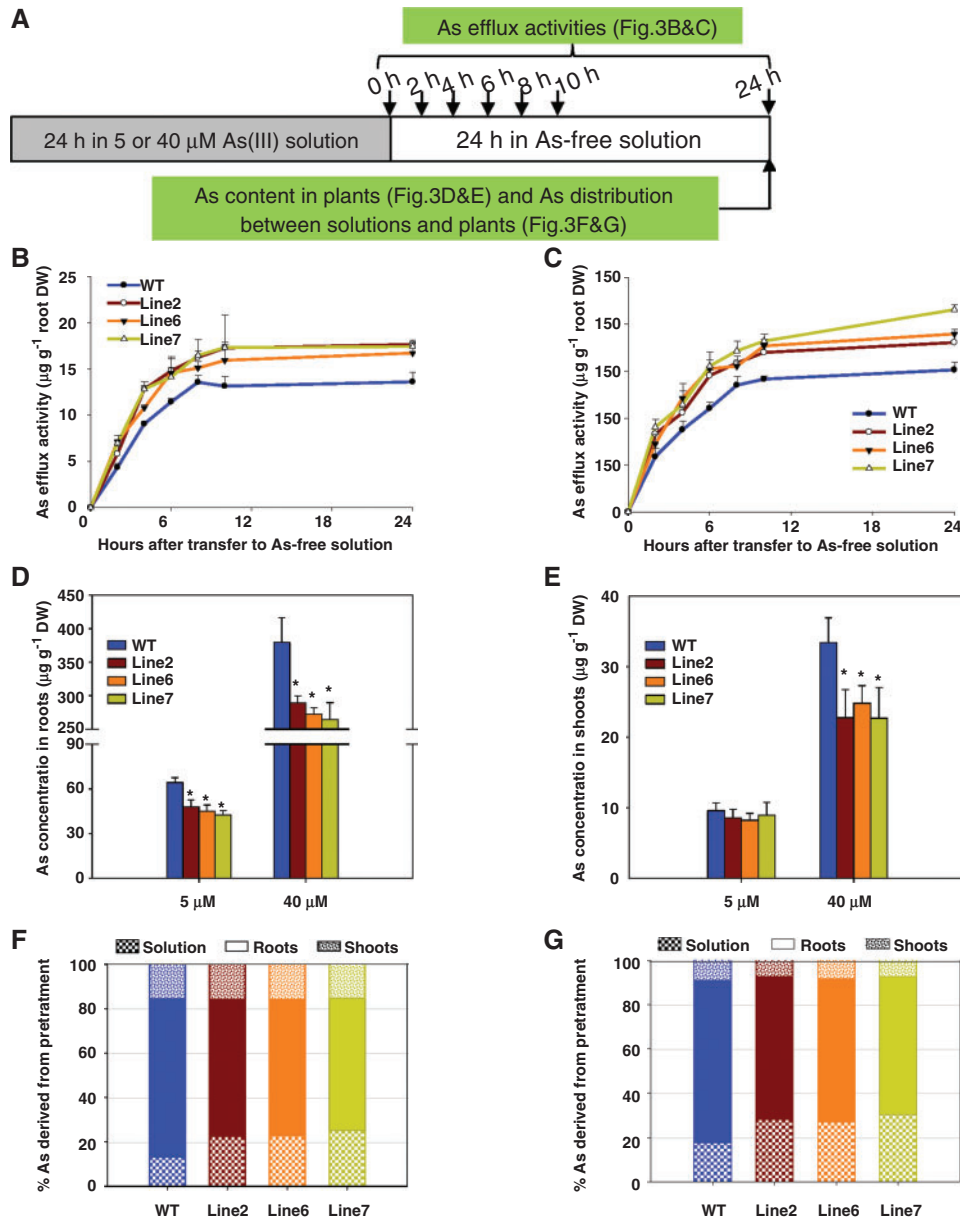 A
As efflux activities (Fig.3B&C)
0 h 2 h 4 h 6 h 8 h 10 h 24 h
24 h in 5 or 40 μM As(III) solution
24 h in As-free solution
As content in plants (Fig.3D&E) and As distribution
between solutions and plants (Fig.3F&G)
B
As efflux activity (μg g⁻¹ root DW)
25
20
15
10
5
0
WT
Line2
Line6
Line7
0 6 12 18 24
Hours after transfer to As-free solution
C
As efflux activity (μg g⁻¹ root DW)
150
150
150
150
150
0
WT
Line2
Line6
Line7
0 6 12 18 24
Hours after transfer to As-free solution
D
As concentratio in roots (μg g⁻¹ DW)
450
400
350
300
250
90
60
30
0
WT
Line2
Line6
Line7
* * *
* * *
5 μM 40 μM
E
As concentratio in shoots (μg g⁻¹ DW)
40
30
20
10
0
WT
Line2
Line6
Line7
* * *
5 μM 40 μM
F
Solution Roots Shoots
% As derived from pretreatment
100
80
60
40
20
0
WT Line2 Line6 Line7
G
Solution Roots Shoots
% As derived from pretreatment
100
80
60
40
20
0
WT Line2 Line6 Line7